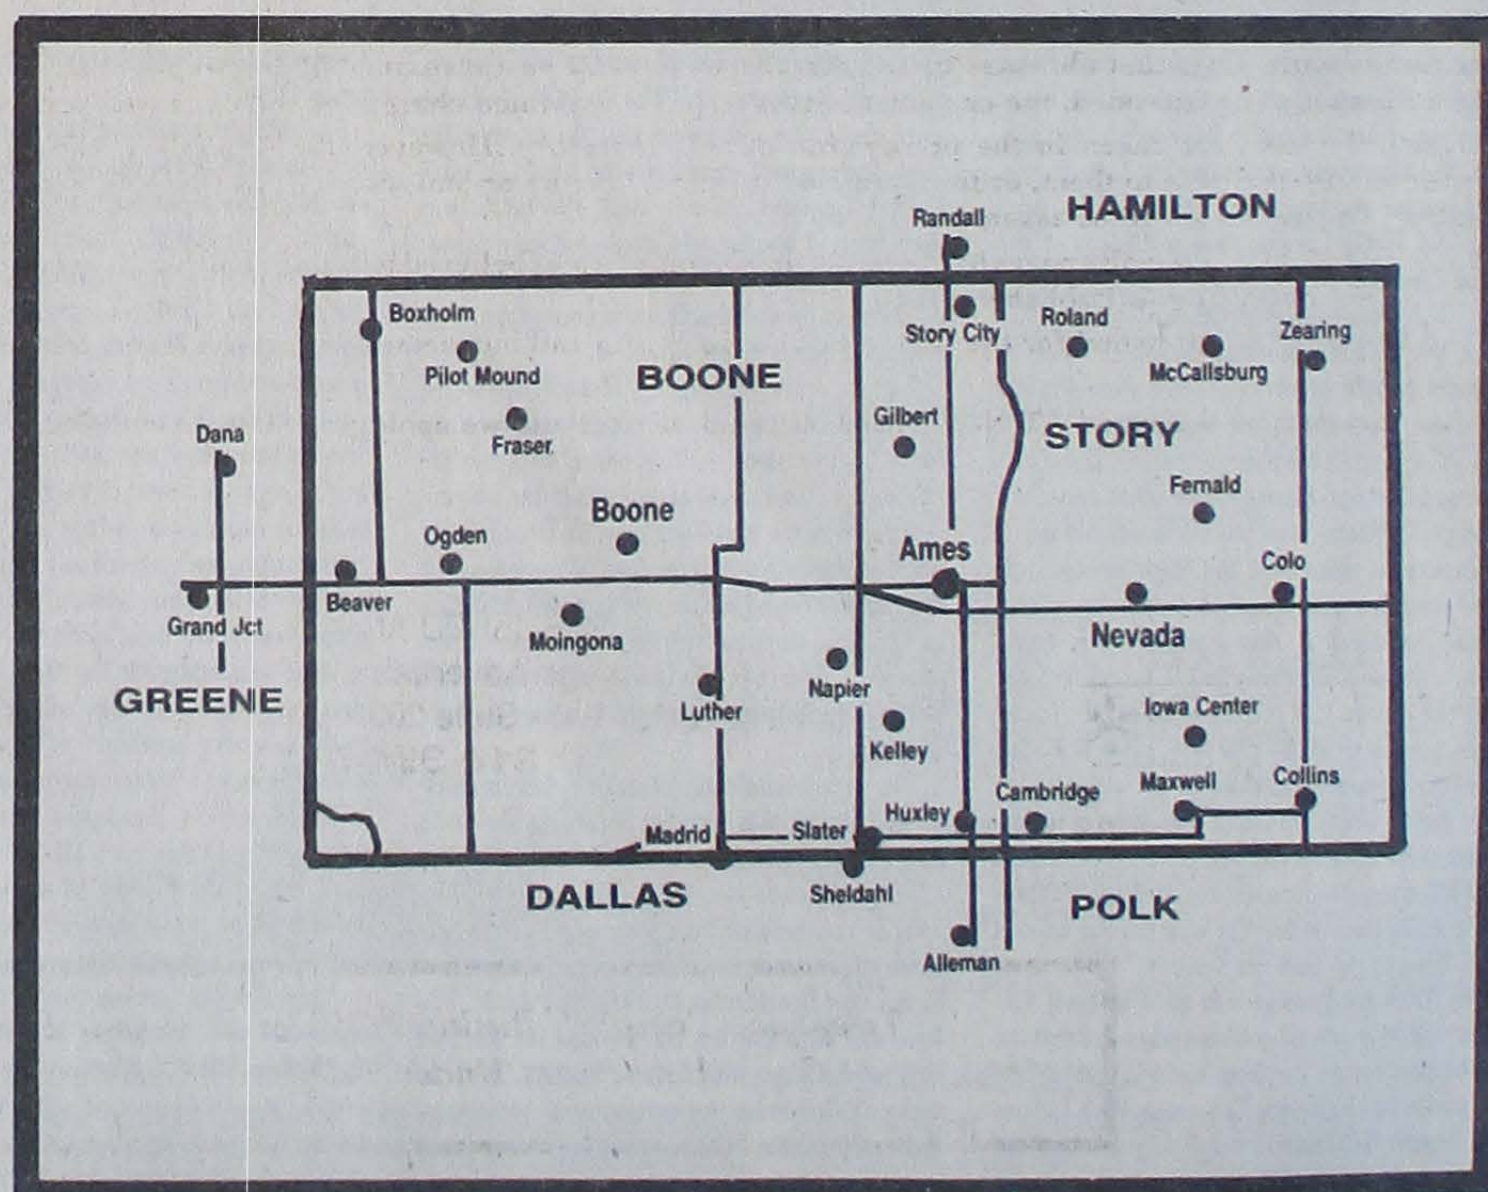 HAMILTON
Randall
Boxholm
Story City
Roland
Zearing
Pilot Mound
BOONE
McCallsburg
Gilbert
Dana
Fraser
STORY
Fernald
Boone
Ogden
Ames
Colo
Beaver
Grand Jct
Moingona
Nevada
GREENE
Napier
Luther
Iowa Center
Kelley
Maxwell
Collins
Cambridge
Huxley
Madrid
Slater
DALLAS
Sheldahl
POLK
Alleman